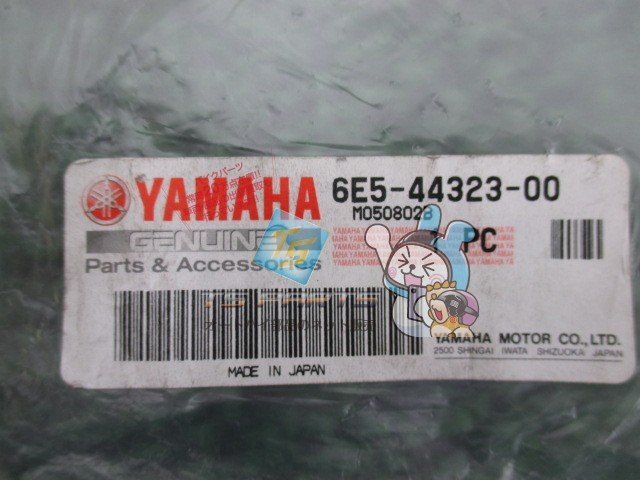 YAMAHA
6E5-44323-00
M0508028
GENUINE
PC
Parts & Accessories
YAMAHA MOTOR CO., LTD.
2500 SHINGAI IWATA SHIZUOKA JAPAN
MADE IN JAPAN